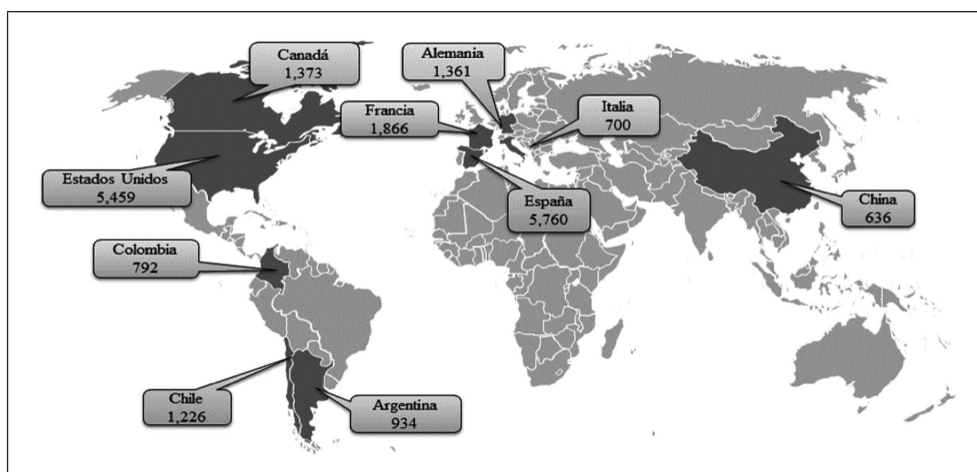 Canadá
1,373
Alemania
1,361
Francia
1,866
Italia
700
Estados Unidos
5,459
España
5,760
China
636
Colombia
792
Chile
1,226
Argentina
934